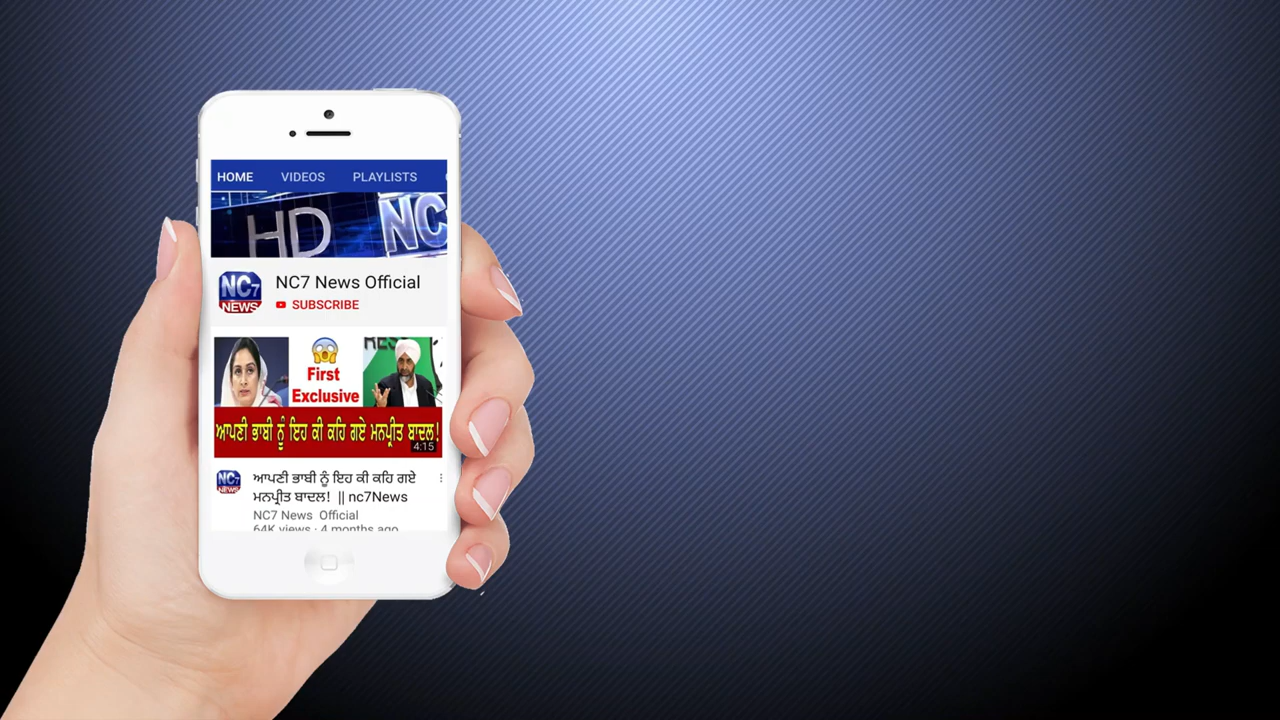 HOME VIDEOS PLAYLISTS
HD NC
NC7 News Official
NC7
NEWS
SUBSCRIBE
RES
First
Exclusive
ਆਪਣੀ ਭਾਬੀ ਨੂੰ ਇਹ ਕੀ ਕਹਿ ਗਏ ਮਨਪ੍ਰੀਤ ਬਾਦਲ!
4:15
NC7
NEWS
ਆਪਣੀ ਭਾਬੀ ਨੂੰ ਇਹ ਕੀ ਕਹਿ ਗਏ
ਮਨਪ੍ਰੀਤ ਬਾਦਲ! || nc7News
NC7 News Official
64K views · 4 months ago